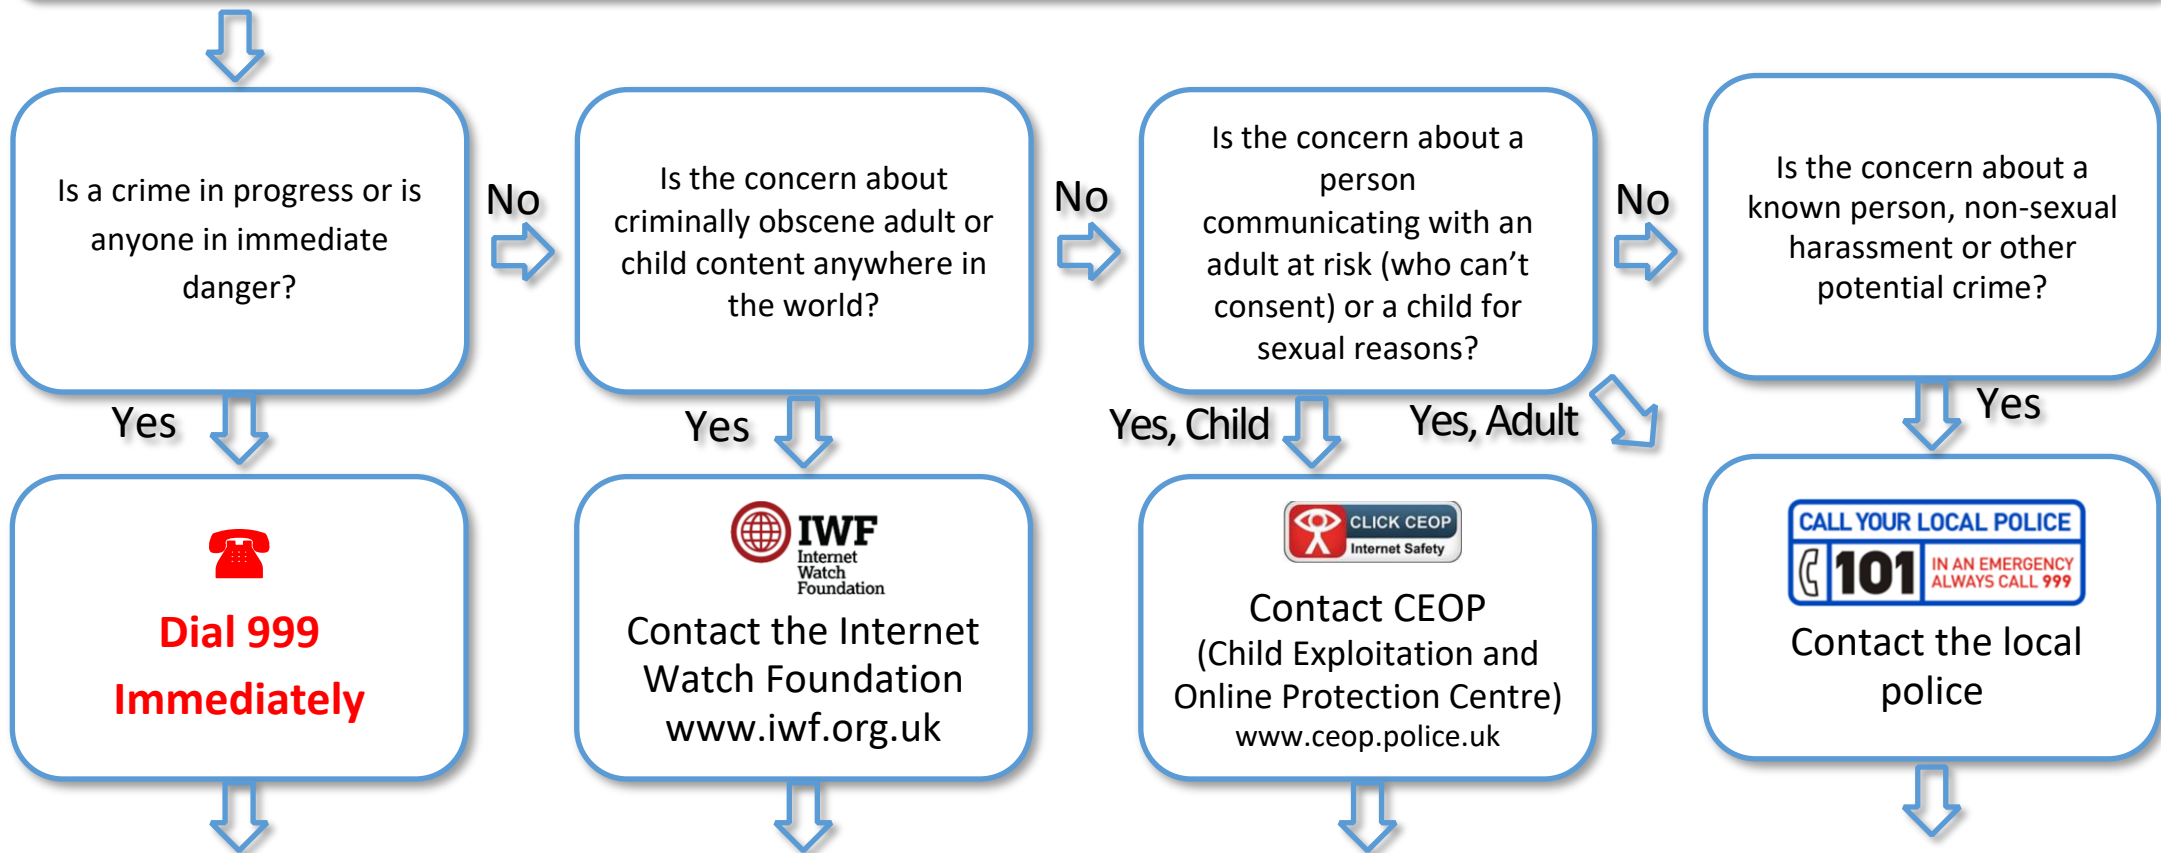 Is a crime in progress or is
anyone in immediate
danger?
No
Is the concern about
criminally obscene adult or
child content anywhere in
the world?
No
Is the concern about a
person
communicating with an
adult at risk (who can’t
consent) or a child for
sexual reasons?
No
Is the concern about a
known person, non-sexual
harassment or other
potential crime?
Yes
Yes
Yes, Child
Yes, Adult
Yes
Dial 999
Immediately
IWF
Internet
Watch
Foundation
Contact the Internet
Watch Foundation
www.iwf.org.uk
CLICK CEOP
Internet Safety
Contact CEOP
(Child Exploitation and
Online Protection Centre)
www.ceop.police.uk
CALL YOUR LOCAL POLICE
101
IN AN EMERGENCY
ALWAYS CALL 999
Contact the local
police